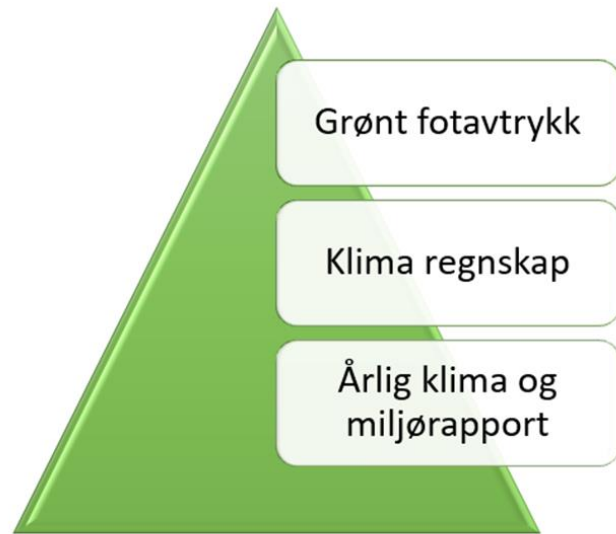 Grønt fotavtrykk
Klima regnskap
Årlig klima og
miljørapport